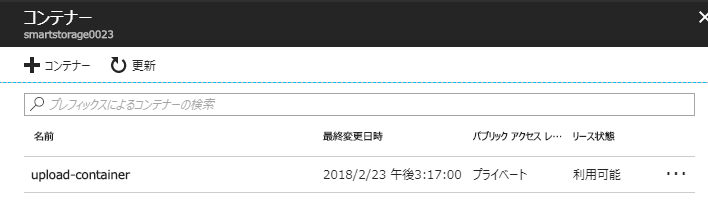 コンテナー
smartstorage0023
コンテナー 更新
プレフィックスによるコンテナーの検索
名前 最終変更日時 パブリック アクセス レ… リース状態
upload-container 2018/2/23 午後3:17:00 プライベート 利用可能